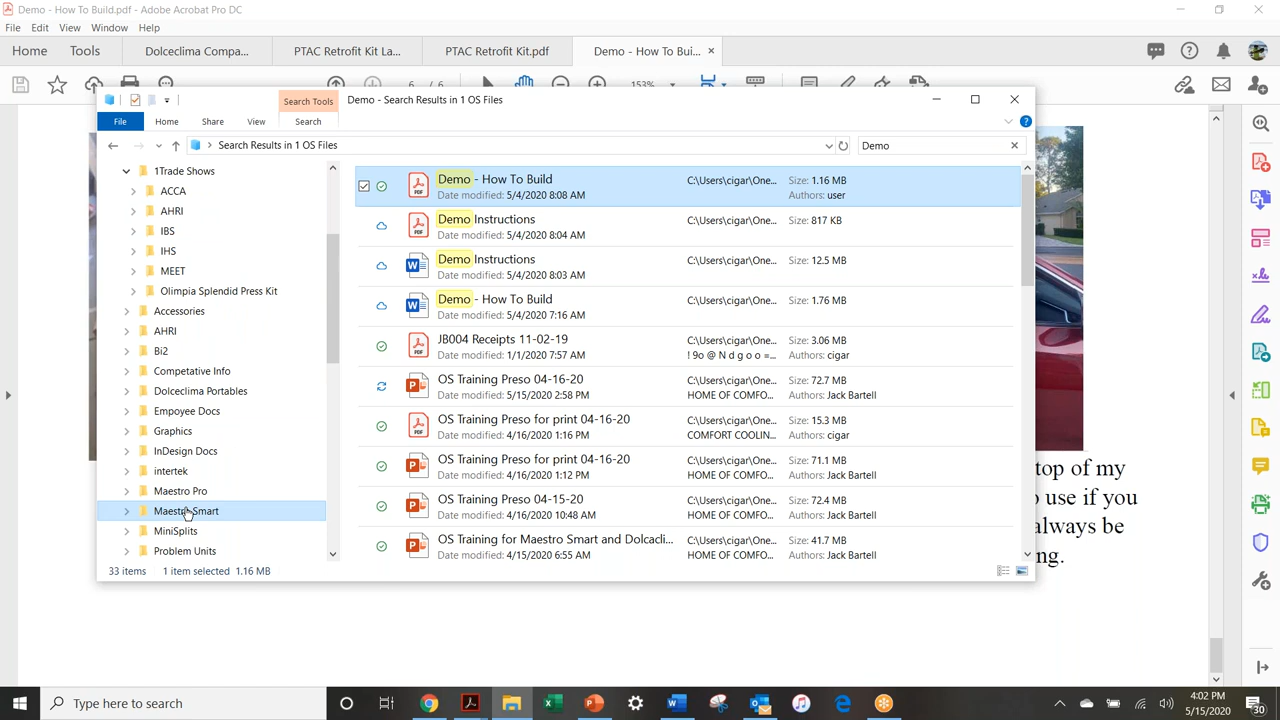 Demo - How To Build.pdf - Adobe Acrobat Pro DC
File Edit View Window Help
Home Tools Dolceclima Compa... PTAC Retrofit Kit La... PTAC Retrofit Kit.pdf Demo - How To Bui... ×
6 / 6 153%
Search Tools Demo - Search Results in 1 OS Files
File Home Share View Search
Search Results in 1 OS Files Demo
1Trade Shows
ACCA
AHRI
IBS
IHS
MEET
Olimpia Splendid Press Kit
Accessories
AHRI
Bi2
Competative Info
Dolceclima Portables
Empoyee Docs
Graphics
InDesign Docs
intertek
Maestro Pro
Maestro Smart
MiniSplits
Problem Units
Demo - How To Build C:\Users\cigar\One... Size: 1.16 MB
Date modified: 5/4/2020 8:08 AM Authors: user
Demo Instructions C:\Users\cigar\One... Size: 817 KB
Date modified: 5/4/2020 8:04 AM
Demo Instructions C:\Users\cigar\One... Size: 12.5 MB
Date modified: 5/4/2020 8:03 AM
Demo - How To Build C:\Users\cigar\One... Size: 1.76 MB
Date modified: 5/4/2020 7:16 AM
JB004 Receipts 11-02-19 C:\Users\cigar\One... Size: 3.06 MB
Date modified: 1/1/2020 7:57 AM ! 9o @ N d g o o =... Authors: cigar
OS Training Preso 04-16-20 C:\Users\cigar\One... Size: 72.7 MB
Date modified: 5/15/2020 2:58 PM HOME OF COMFO... Authors: Jack Bartell
OS Training Preso for print 04-16-20 C:\Users\cigar\One... Size: 15.3 MB
Date modified: 4/16/2020 1:16 PM COMFORT COOLIN... Authors: cigar
OS Training Preso for print 04-16-20 C:\Users\cigar\One... Size: 71.1 MB
Date modified: 4/16/2020 1:12 PM HOME OF COMFO... Authors: Jack Bartell
OS Training Preso 04-15-20 C:\Users\cigar\One... Size: 72.4 MB
Date modified: 4/16/2020 10:48 AM HOME OF COMFO... Authors: Jack Bartell
OS Training for Maestro Smart and Dolcacli... C:\Users\cigar\One... Size: 41.7 MB
Date modified: 4/15/2020 6:55 AM HOME OF COMFO... Authors: Jack Bartell
33 items 1 item selected 1.16 MB
top of my
use if you
always be
ng.
Type here to search
4:02 PM
5/15/2020
30